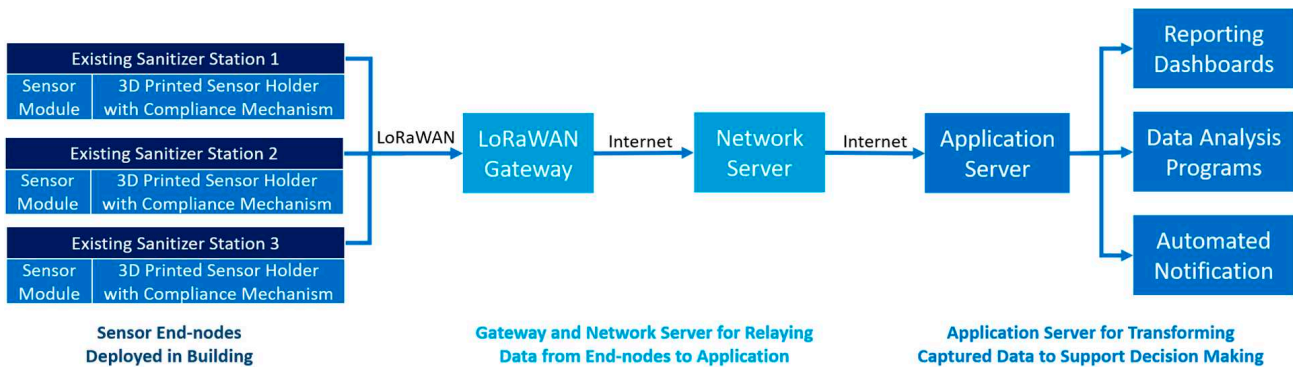 Existing Sanitizer Station 1
Sensor
Module
3D Printed Sensor Holder
with Compliance Mechanism
Existing Sanitizer Station 2
Sensor
Module
3D Printed Sensor Holder
with Compliance Mechanism
Existing Sanitizer Station 3
Sensor
Module
3D Printed Sensor Holder
with Compliance Mechanism
LoRaWAN
LoRaWAN
Gateway
Internet
Network
Server
Internet
Application
Server
Reporting
Dashboards
Data Analysis
Programs
Automated
Notification
Sensor End-nodes
Deployed in Building
Gateway and Network Server for Relaying
Data from End-nodes to Application
Application Server for Transforming
Captured Data to Support Decision Making